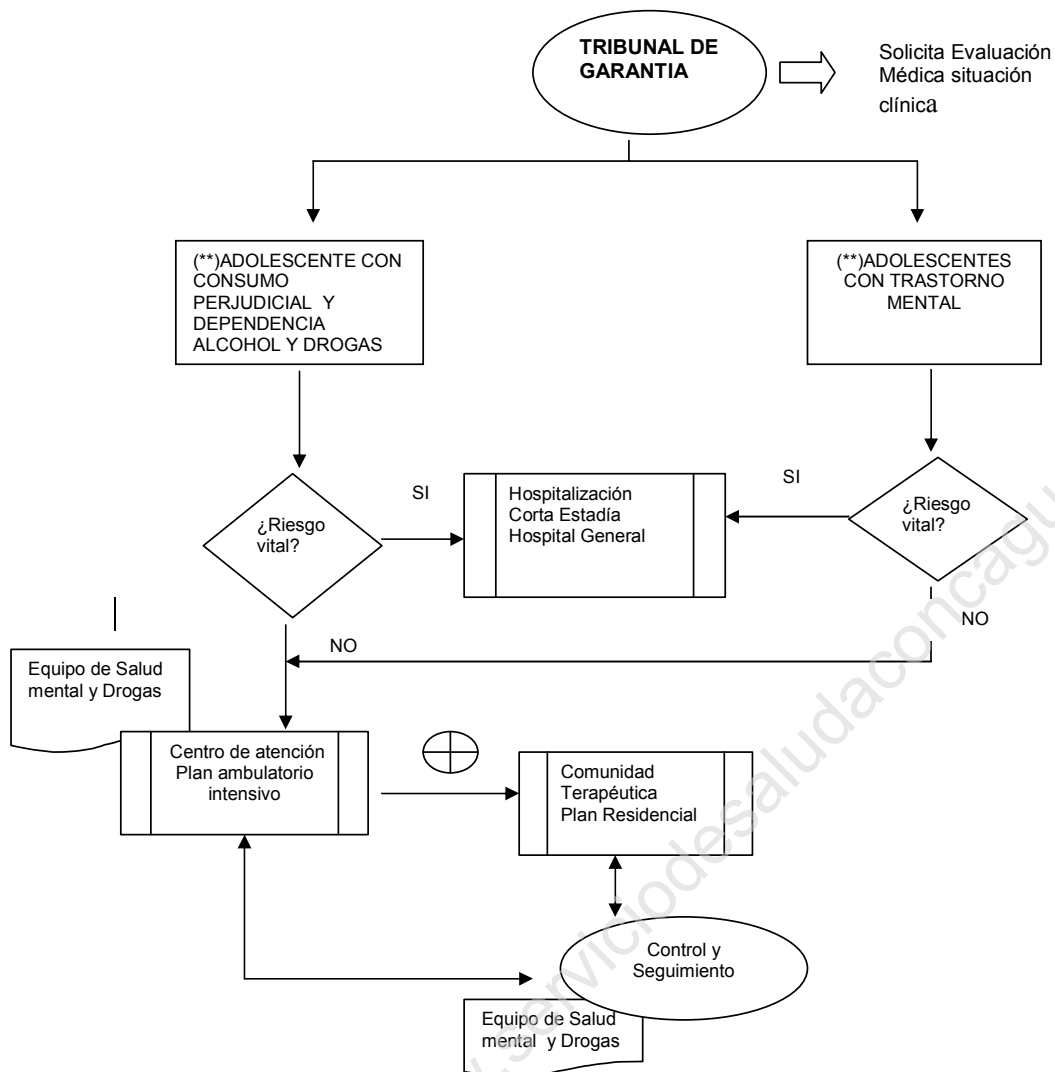 TRIBUNAL DE
GARANTIA
Solicita Evaluación
Médica situación
clínica
(**)ADOLESCENTE CON
CONSUMO
PERJUDICIAL Y
DEPENDENCIA
ALCOHOL Y DROGAS
(**)ADOLESCENTES
CON TRASTORNO
MENTAL
¿Riesgo
vital?
SI
Hospitalización
Corta Estadía
Hospital General
SI
¿Riesgo
vital?
NO
NO
Equipo de Salud
mental y Drogas
Centro de atención
Plan ambulatorio
intensivo
Comunidad
Terapéutica
Plan Residencial
Control y
Seguimiento
Equipo de Salud
mental y Drogas
.serviciodesaludaconcagu